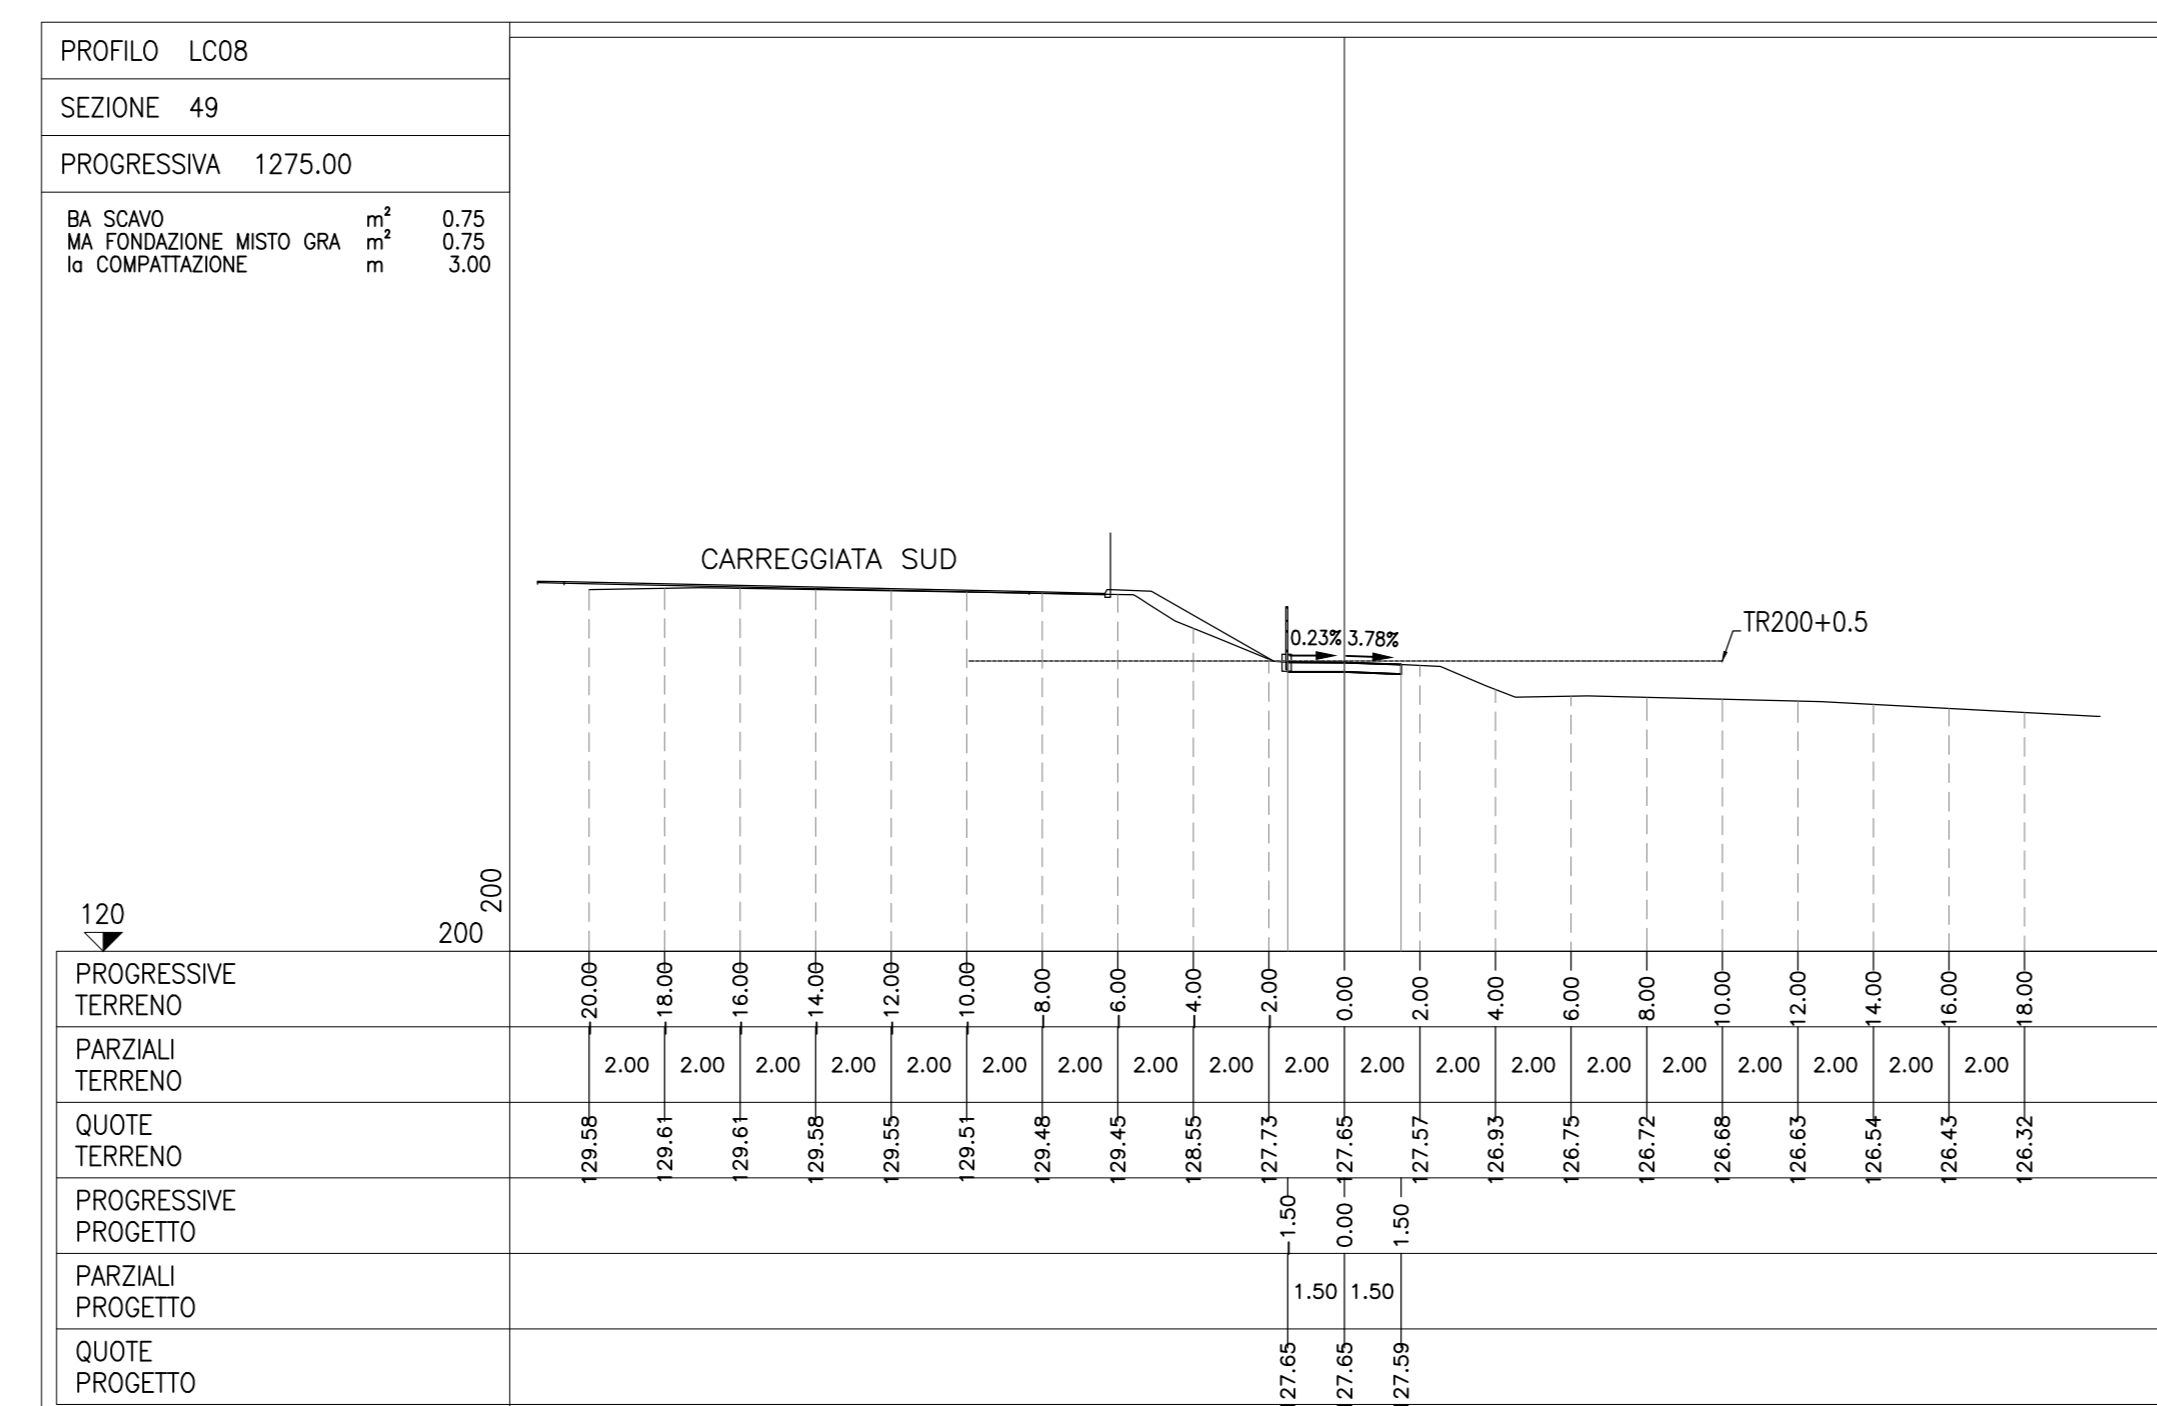 PROFILO LC08
SEZIONE 49
PROGRESSIVA 1275.00
BA SCAVO m² 0.75
MA FONDAZIONE MISTO GRA m² 0.75
la COMPATTAZIONE m 3.00
CARREGGIATA SUD
0.23% 3.78%
TR200+0.5
200
120
200
PROGRESSIVE
TERRENO
-20.00 -18.00 -16.00 -14.00 -12.00 -10.00 -8.00 -6.00 -4.00 -2.00 0.00 2.00 4.00 6.00 8.00 10.00 12.00 14.00 16.00 18.00
PARZIALI
TERRENO
2.00 2.00 2.00 2.00 2.00 2.00 2.00 2.00 2.00 2.00 2.00 2.00 2.00 2.00 2.00 2.00 2.00 2.00 2.00
QUOTE
TERRENO
129.58 129.61 129.61 129.58 129.55 129.51 129.48 129.45 128.55 127.73 127.65 127.57 126.93 126.75 126.72 126.68 126.63 126.54 126.43 126.32
PROGRESSIVE
PROGETTO
-1.50 0.00 1.50
PARZIALI
PROGETTO
1.50 1.50
QUOTE
PROGETTO
127.65 127.65 127.59